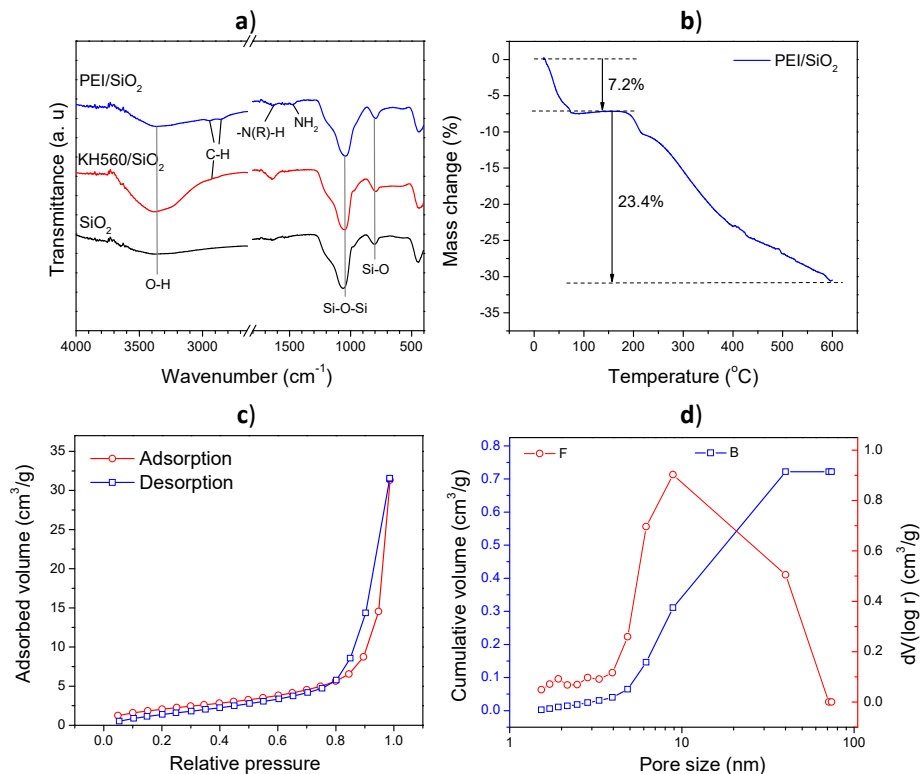 a)
PEI/SiO2
KH560/SiO2
SiO2
-N(R)-H
NH2
C-H
O-H
Si-O-Si
Si-O
Transmittance (a. u)
4000 3000 2000 1500 1000 500
Wavenumber (cm-1)
b)
PEI/SiO2
7.2%
23.4%
Mass change (%)
0
-5
-10
-15
-20
-25
-30
-35
0 100 200 300 400 500 600
Temperature (oC)
c)
Adsorption
Desorption
Adsorbed volume (cm3/g)
35
30
25
20
15
10
5
0
0.0 0.2 0.4 0.6 0.8 1.0
Relative pressure
d)
F B
Cumulative volume (cm3/g)
0.8
0.7
0.6
0.5
0.4
0.3
0.2
0.1
0.0
1.0
0.8
0.6
0.4
0.2
0.0
dV(log r) (cm3/g)
1 10 100
Pore size (nm)